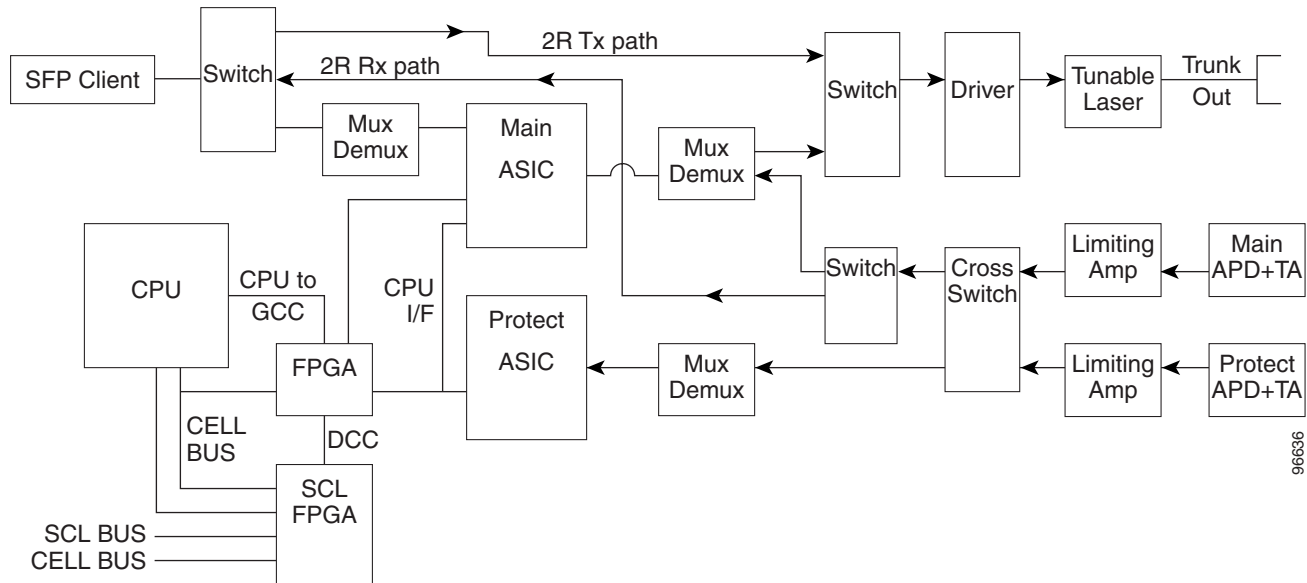 2R Tx path
SFP Client
Switch
2R Rx path
Switch
Driver
Tunable
Laser
Trunk
Out
Mux
Demux
Main
ASIC
Mux
Demux
CPU
CPU to
GCC
CPU
I/F
Switch
Cross
Switch
Limiting
Amp
Main
APD+TA
Protect
ASIC
FPGA
Mux
Demux
Limiting
Amp
Protect
APD+TA
CELL
BUS
DCC
SCL
FPGA
SCL BUS
CELL BUS
96636